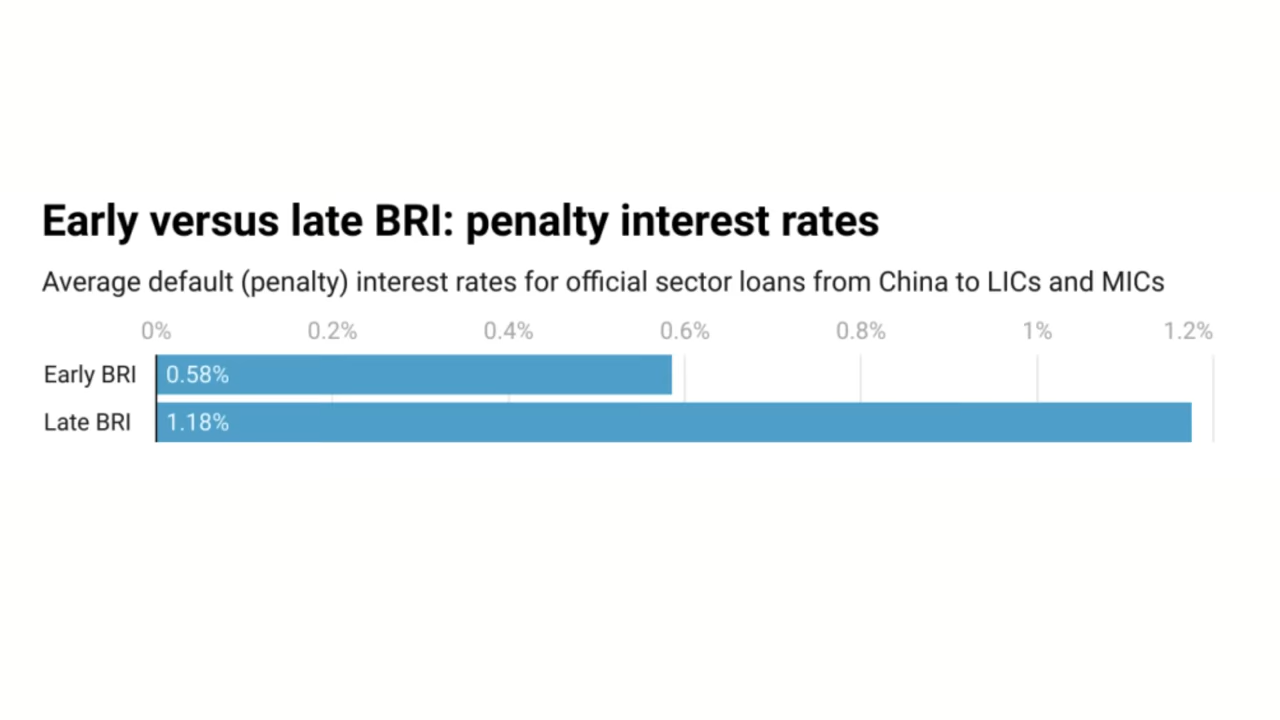 Early versus late BRI: penalty interest rates
Average default (penalty) interest rates for official sector loans from China to LICs and MICs
0% 0.2% 0.4% 0.6% 0.8% 1% 1.2%
Early BRI 0.58%
Late BRI 1.18%